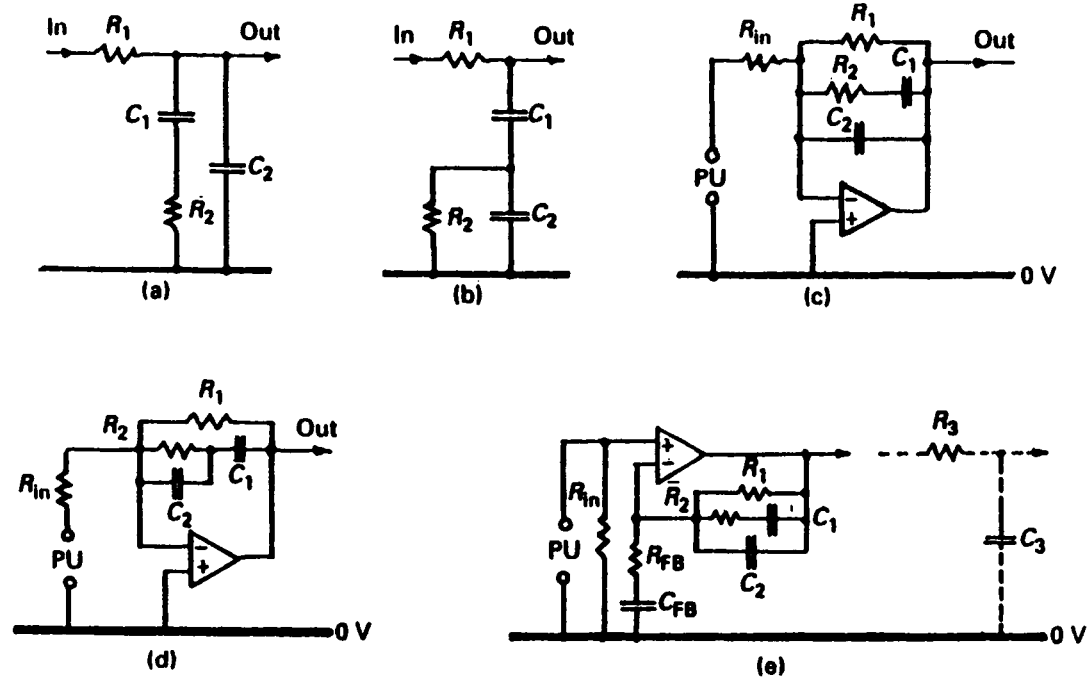 In R1 Out
C1
C2
R2
(a)
In R1 Out
C1
R2 C2
(b)
R1
Rin Out
C1
R2
C2
PU
−
+
0 V
(c)
R1
R2 Out
C1
Rin
C2
PU
−
+
0 V
(d)
R3
+
−
R1
Rin R2
C1
PU RFB
C2
CFB
C3
0 V
(e)